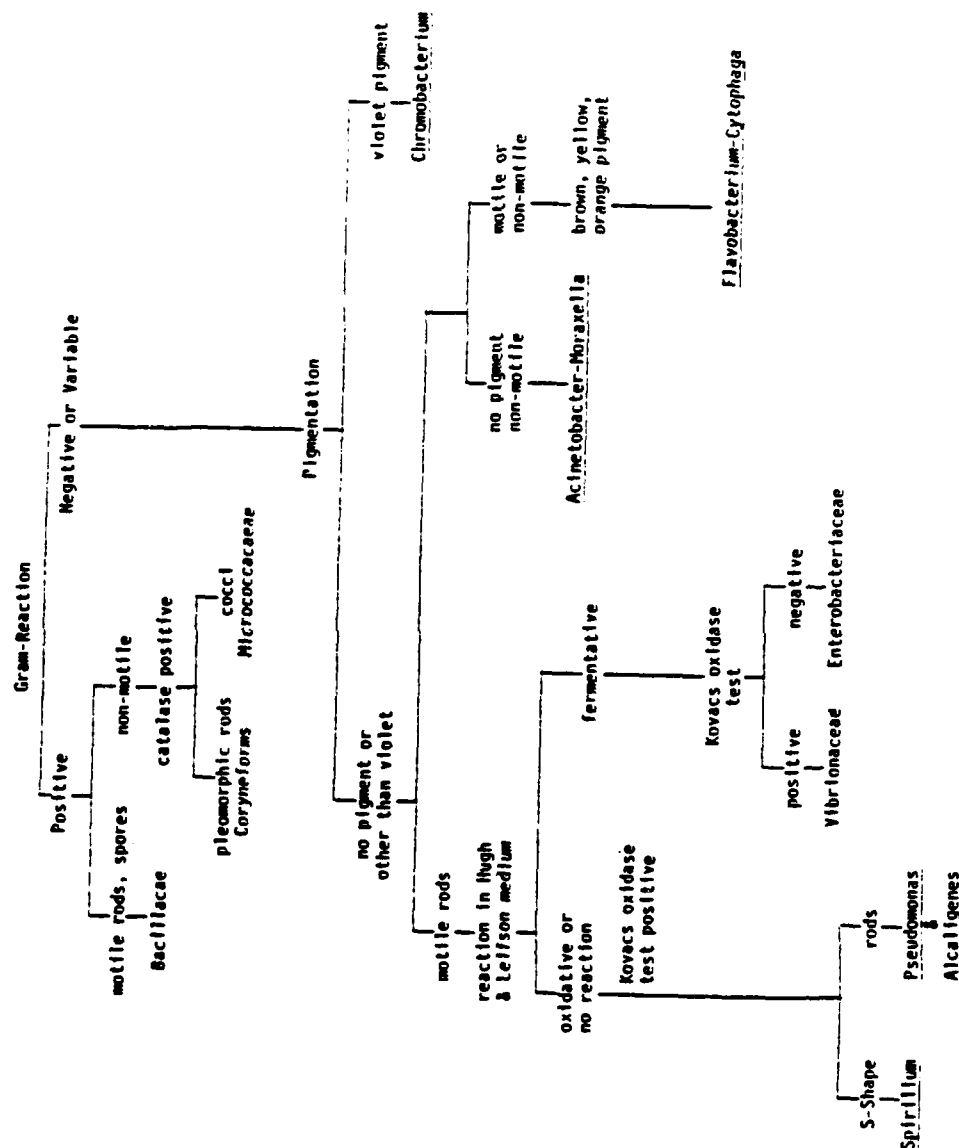 Gram-Reaction
Positive
Negative or Variable
motile rods, spores
non-motile
Bacillacae
catalase positive
pleomorphic rods
Coryneforms
cocci
Micrococcacaeae
Pigmentation
no pigment or
other than violet
violet pigment
Chromobacterium
motile rods
reaction in Hugh
& Leifson medium
no pigment
non-motile
motile or
non-motile
Acinetobacter-Moraxella
brown, yellow,
orange pigment
Flavobacterium-Cytophaga
oxidative or
no reaction
fermentative
Kovacs oxidase
test positive
Kovacs oxidase
test
positive
negative
Vibrionaceae
Enterobacteriaceae
S-Shape
rods
Spirillum
Pseudomonas
&
Alcaligenes